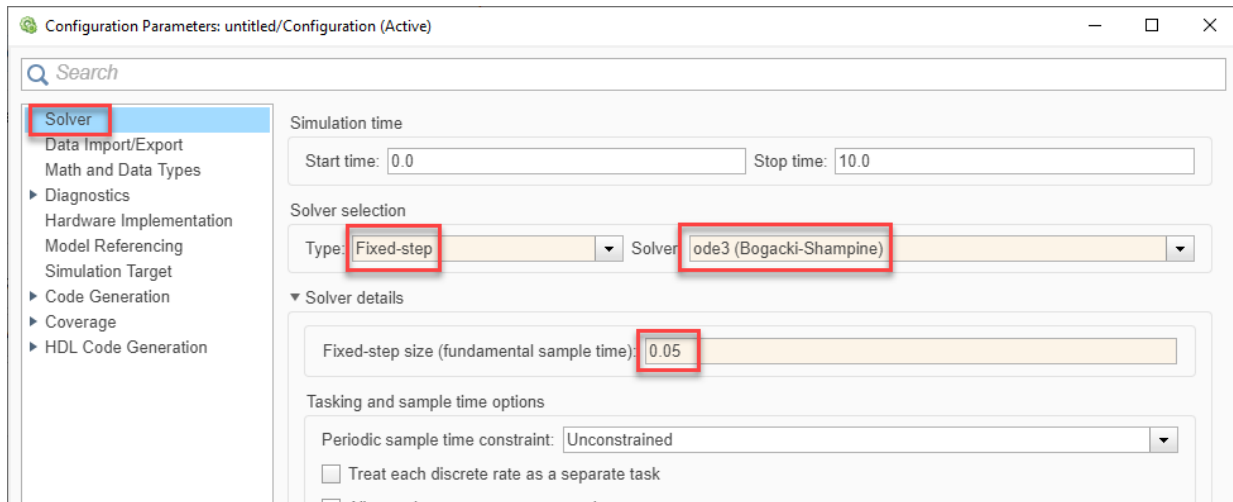 Configuration Parameters: untitled/Configuration (Active)
Search
Solver
Data Import/Export
Math and Data Types
Diagnostics
Hardware Implementation
Model Referencing
Simulation Target
Code Generation
Coverage
HDL Code Generation
Simulation time
Start time: 0.0 Stop time: 10.0
Solver selection
Type: Fixed-step Solver ode3 (Bogacki-Shampine)
Solver details
Fixed-step size (fundamental sample time): 0.05
Tasking and sample time options
Periodic sample time constraint: Unconstrained
Treat each discrete rate as a separate task